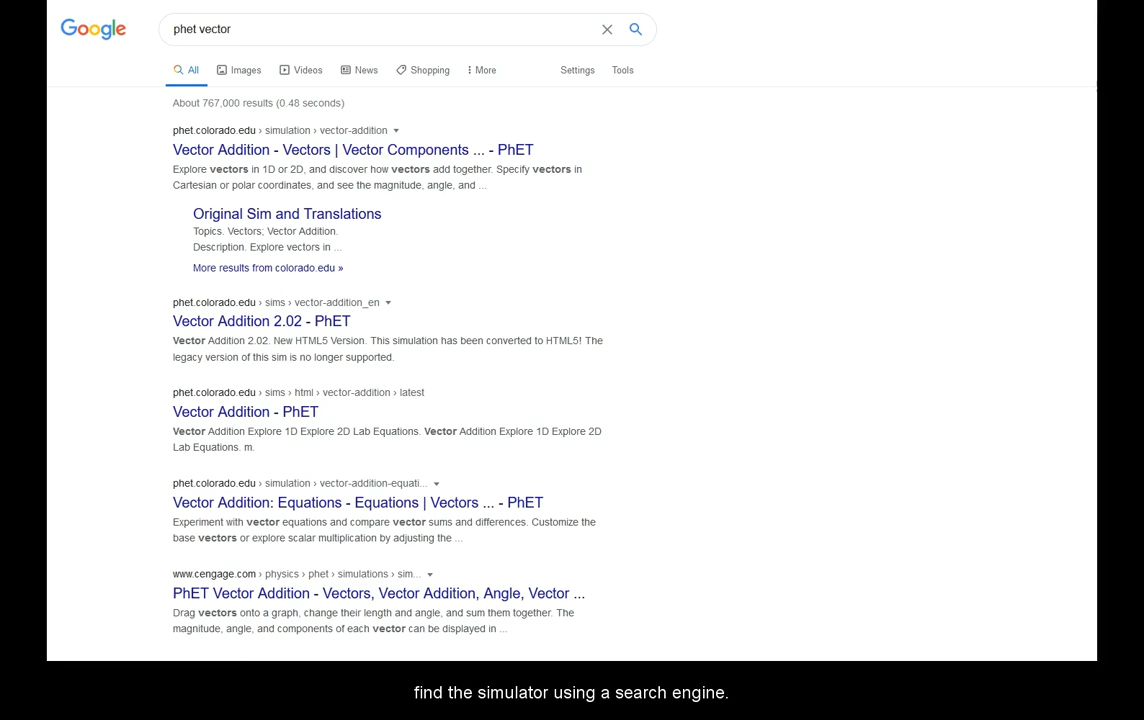 Google
phet vector
All Images Videos News Shopping More Settings Tools
About 767,000 results (0.48 seconds)
phet.colorado.edu › simulation › vector-addition
Vector Addition - Vectors | Vector Components ... - PhET
Explore vectors in 1D or 2D, and discover how vectors add together. Specify vectors in
Cartesian or polar coordinates, and see the magnitude, angle, and ...
Original Sim and Translations
Topics. Vectors; Vector Addition.
Description. Explore vectors in ...
More results from colorado.edu »
phet.colorado.edu › sims › vector-addition_en
Vector Addition 2.02 - PhET
Vector Addition 2.02. New HTML5 Version. This simulation has been converted to HTML5! The
legacy version of this sim is no longer supported.
phet.colorado.edu › sims › html › vector-addition › latest
Vector Addition - PhET
Vector Addition Explore 1D Explore 2D Lab Equations. Vector Addition Explore 1D Explore 2D
Lab Equations. m.
phet.colorado.edu › simulation › vector-addition-equati...
Vector Addition: Equations - Equations | Vectors ... - PhET
Experiment with vector equations and compare vector sums and differences. Customize the
base vectors or explore scalar multiplication by adjusting the ...
www.cengage.com › physics › phet › simulations › sim...
PhET Vector Addition - Vectors, Vector Addition, Angle, Vector ...
Drag vectors onto a graph, change their length and angle, and sum them together. The
magnitude, angle, and components of each vector can be displayed in ...
find the simulator using a search engine.